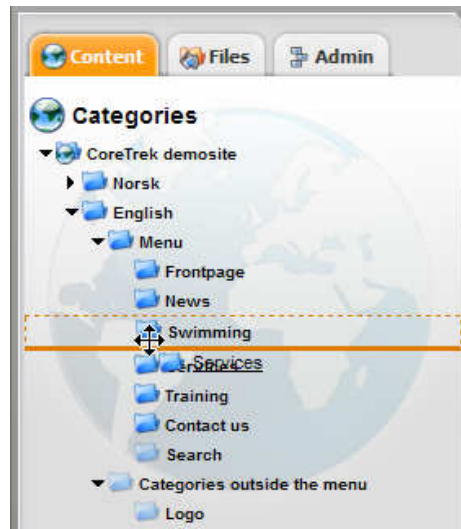 Content Files Admin
Categories
CoreTrek demosite
Norsk
English
Menu
Frontpage
News
Swimming
Services
Training
Contact us
Search
Categories outside the menu
Logo